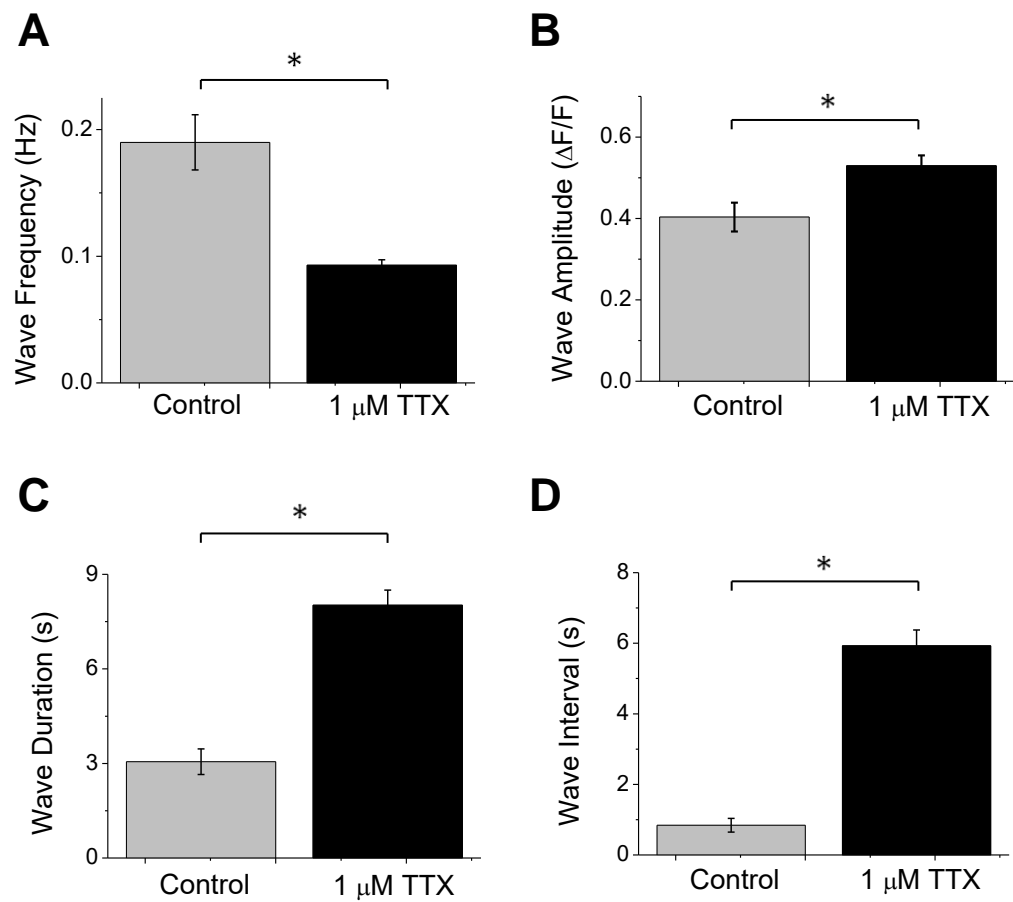 A
Wave Frequency (Hz)
0.2
0.1
0.0
*
Control
1 μM TTX
B
Wave Amplitude (ΔF/F)
0.6
0.4
0.2
0.0
*
Control
1 μM TTX
C
Wave Duration (s)
9
6
3
0
*
Control
1 μM TTX
D
Wave Interval (s)
8
6
4
2
0
*
Control
1 μM TTX